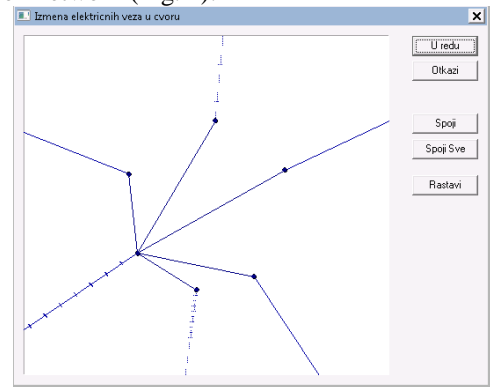 Izmena elektricnih veza u cvoru
U redu
Otkazi
Spoji
Spoji Sve
Rastavi